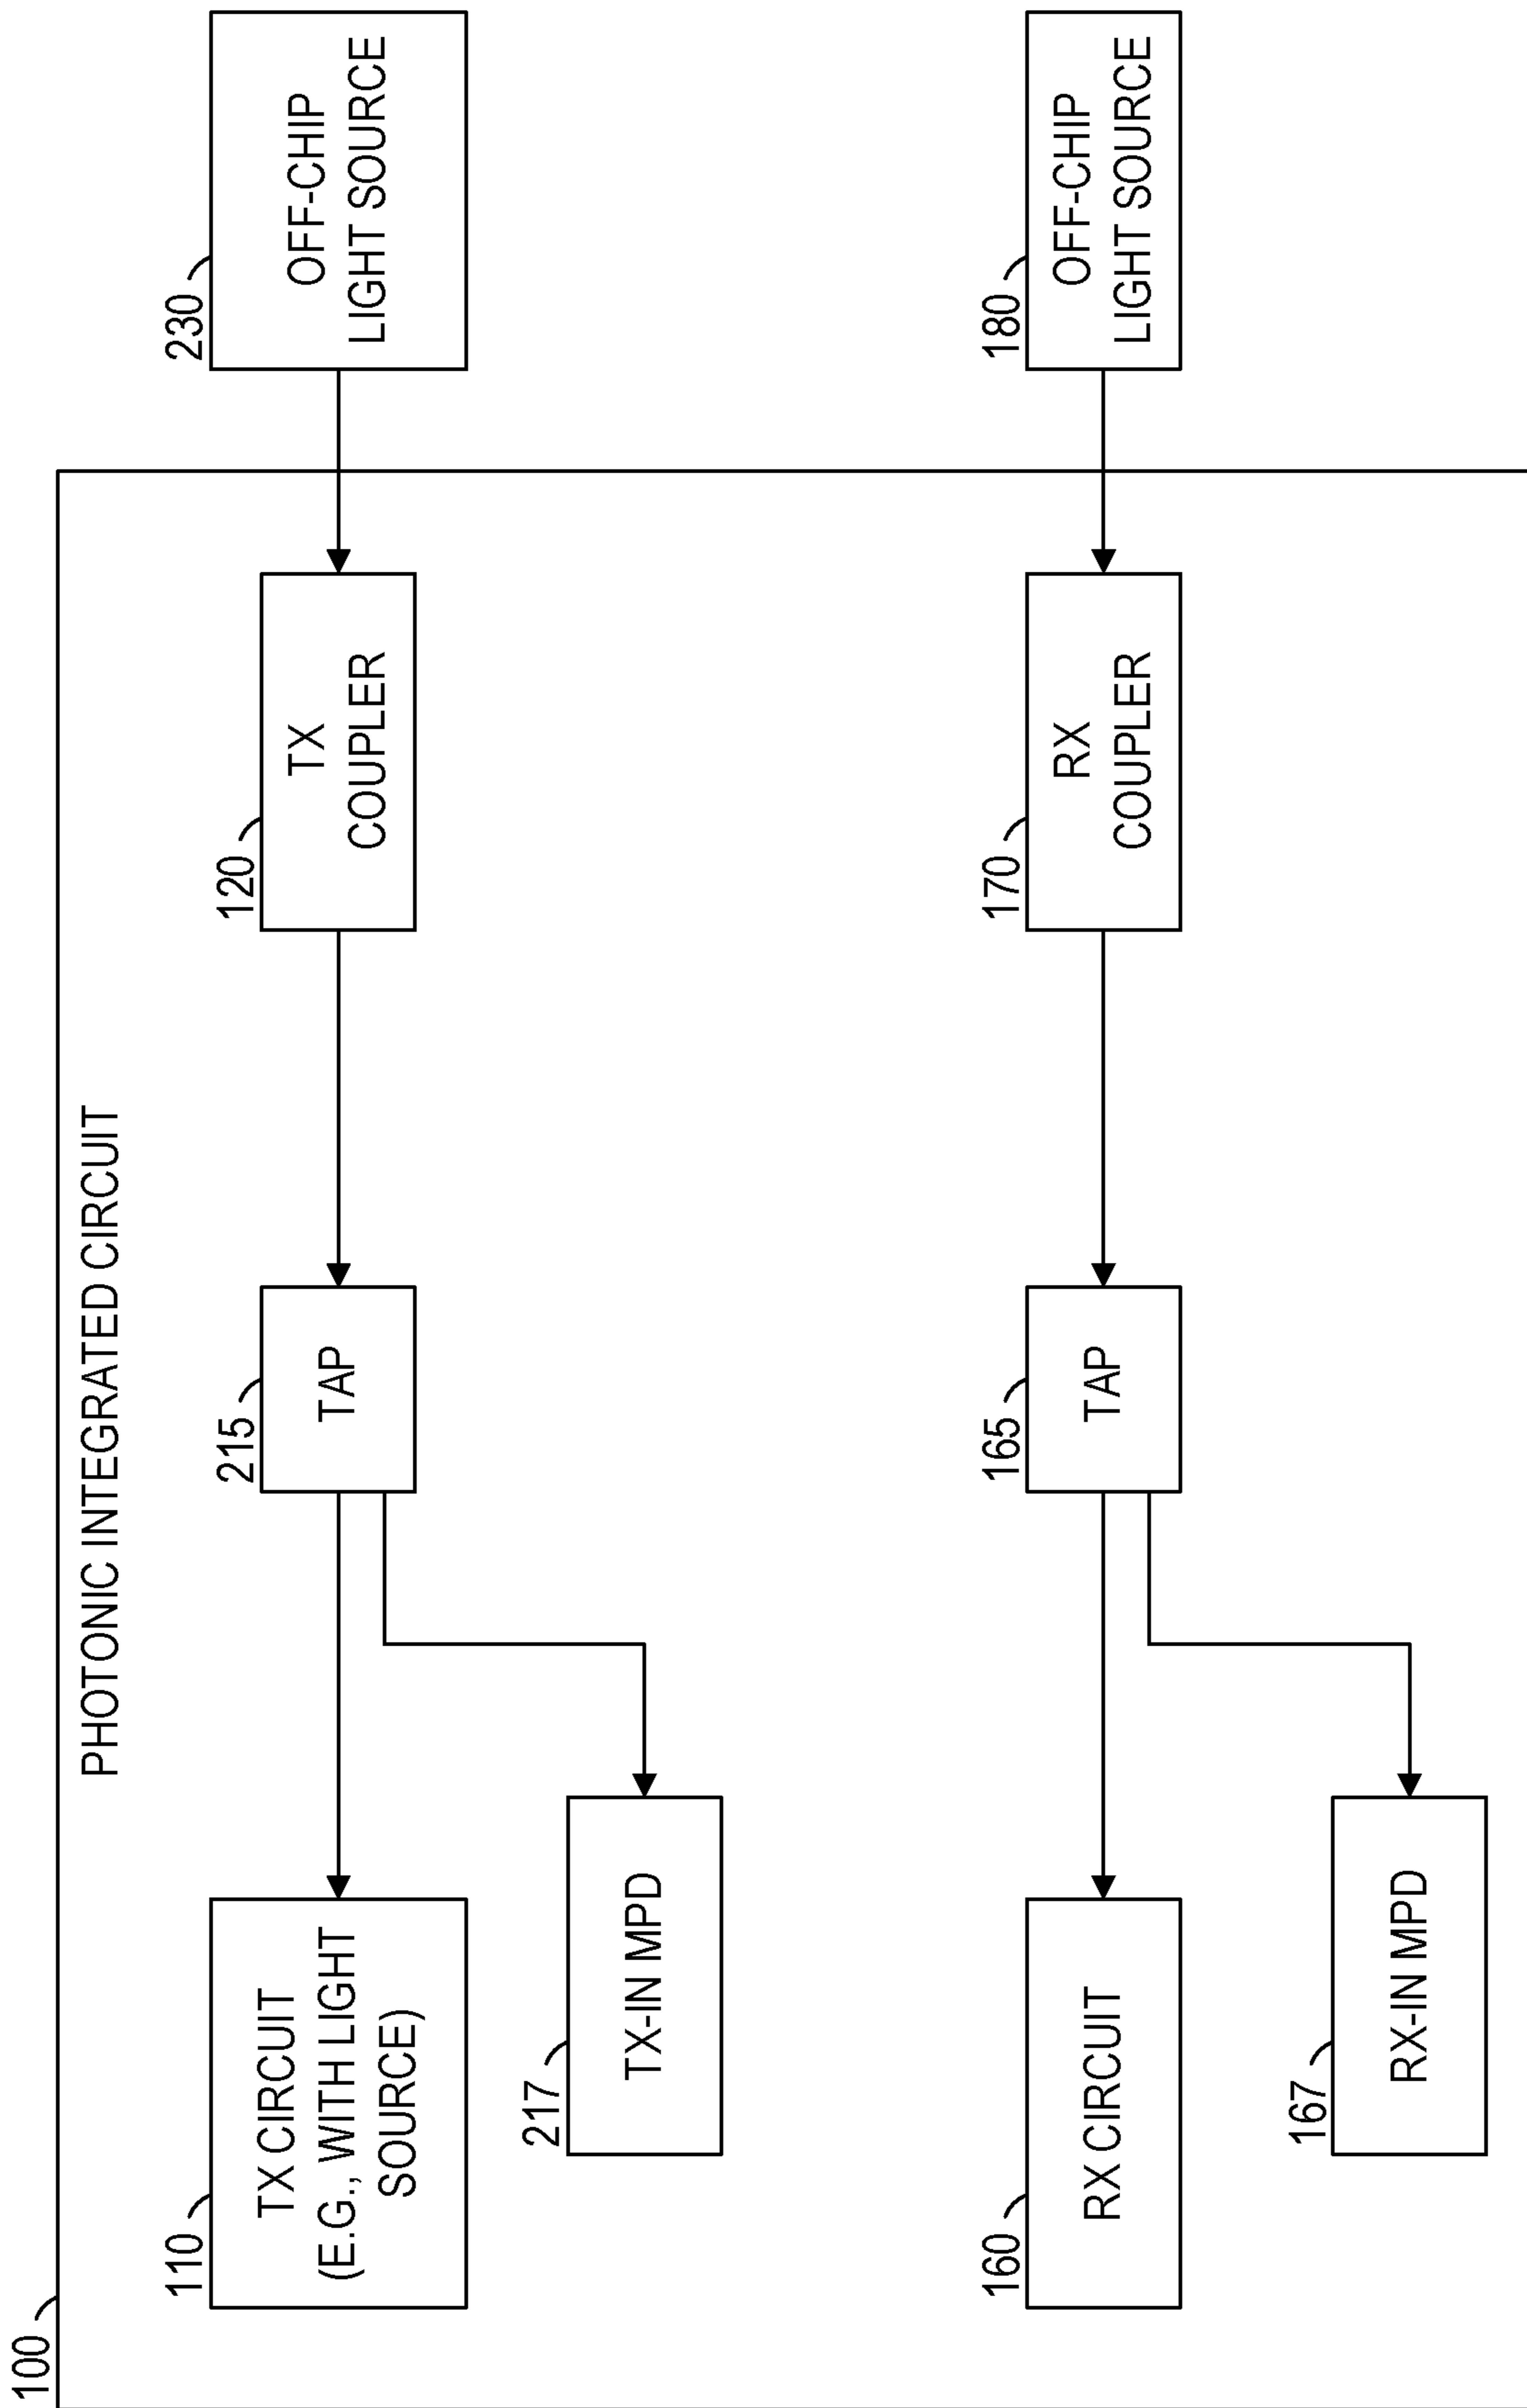 100
PHOTONIC INTEGRATED CIRCUIT
110
TX CIRCUIT
(E.G., WITH LIGHT
SOURCE)
215
TAP
120
TX
COUPLER
230
OFF-CHIP
LIGHT SOURCE
217
TX-IN MPD
160
RX CIRCUIT
165
TAP
170
RX
COUPLER
180
OFF-CHIP
LIGHT SOURCE
167
RX-IN MPD